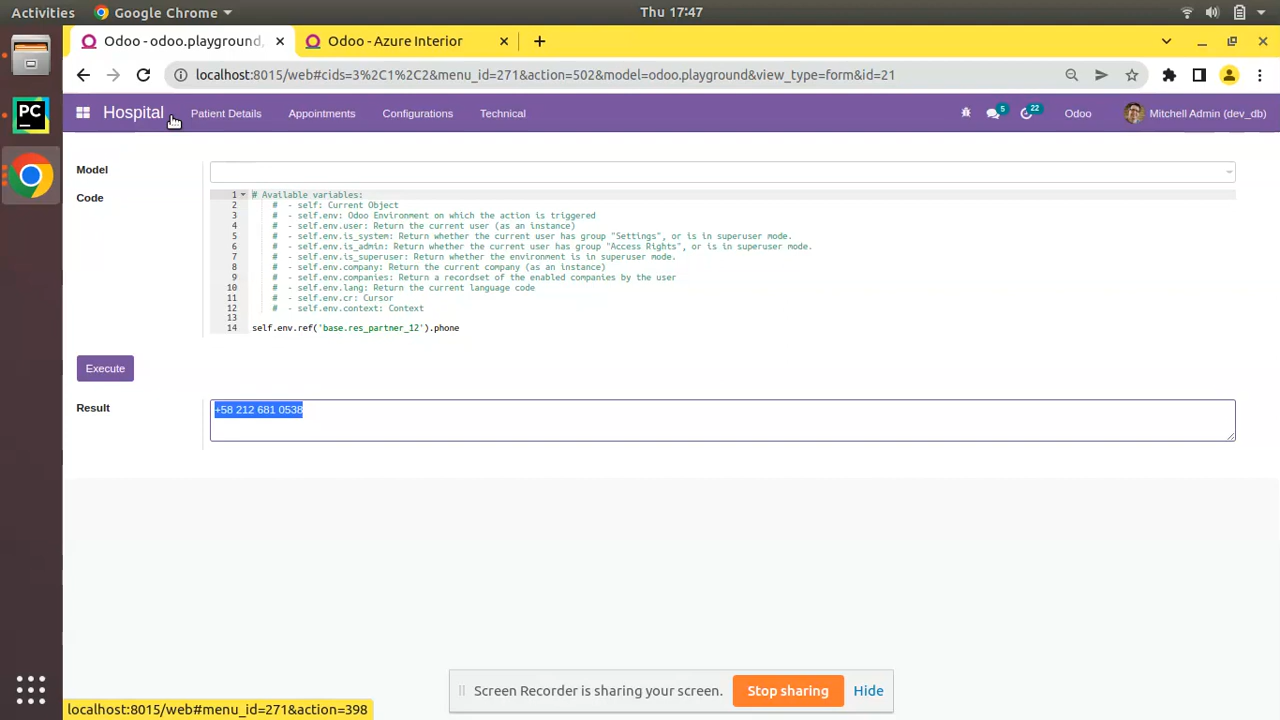 Activities Google Chrome Thu 17:47
Odoo - odoo.playground, Odoo - Azure Interior
localhost:8015/web#cids=3%2C1%2C2&menu_id=271&action=502&model=odoo.playground&view_type=form&id=21
Hospital Patient Details Appointments Configurations Technical 5 22 Odoo Mitchell Admin (dev_db)
Model
Code
1 # Available variables:
2 # - self: Current Object
3 # - self.env: Odoo Environment on which the action is triggered
4 # - self.env.user: Return the current user (as an instance)
5 # - self.env.is_system: Return whether the current user has group "Settings", or is in superuser mode.
6 # - self.env.is_admin: Return whether the current user has group "Access Rights", or is in superuser mode.
7 # - self.env.is_superuser: Return whether the environment is in superuser mode.
8 # - self.env.company: Return the current company (as an instance)
9 # - self.env.companies: Return a recordset of the enabled companies by the user
10 # - self.env.lang: Return the current language code
11 # - self.env.cr: Cursor
12 # - self.env.context: Context
13
14 self.env.ref('base.res_partner_12').phone
Execute
Result
+58 212 681 0538
PC
Screen Recorder is sharing your screen. Stop sharing Hide
localhost:8015/web#menu_id=271&action=398